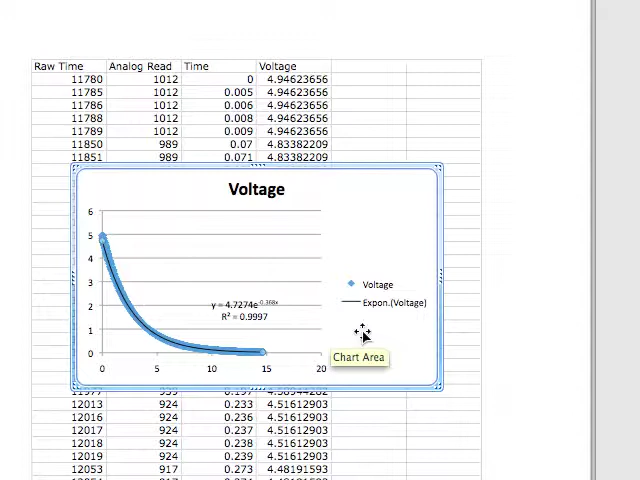 Raw Time Analog Read Time Voltage
11780 1012 0 4.94623656
11785 1012 0.005 4.94623656
11786 1012 0.006 4.94623656
11788 1012 0.008 4.94623656
11789 1012 0.009 4.94623656
11850 989 0.07 4.83382209
11851 989 0.071 4.83382209
Voltage
6
5
4
3
2
1
0
0 5 10 15 20
y = 4.7274e^-0.368x
R² = 0.9997
Voltage
Expon.(Voltage)
Chart Area
12013 924 0.233 4.51612903
12016 924 0.236 4.51612903
12017 924 0.237 4.51612903
12018 924 0.238 4.51612903
12019 924 0.239 4.51612903
12053 917 0.273 4.48191593